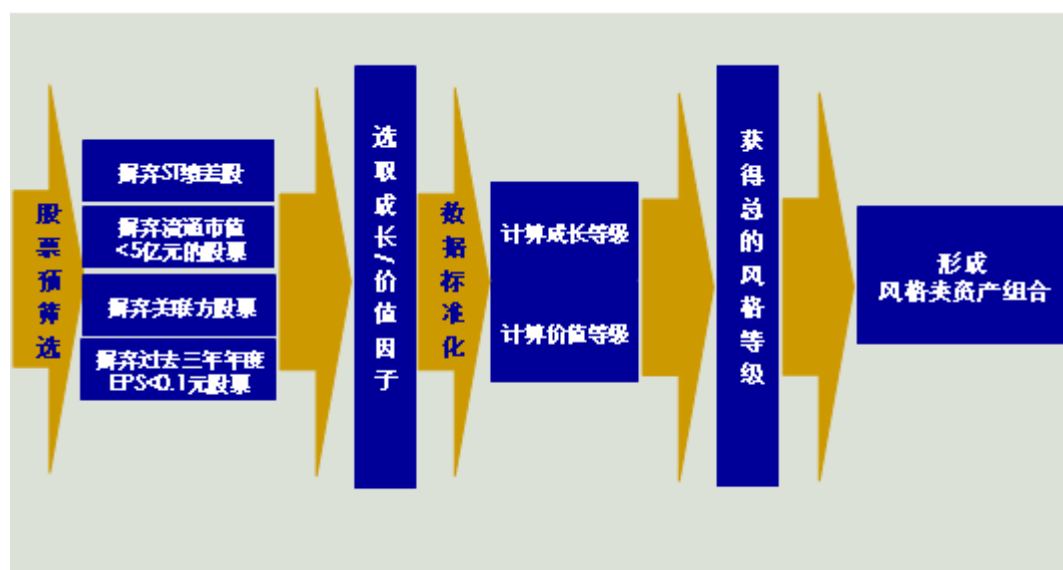 股票预筛选
摒弃ST绩差股
摒弃流通市值
<5亿元的股票
摒弃关联方股票
摒弃过去三年年度
EPS<0.1元股票
选取成长/价值因子
数据标准化
计算成长等级
计算价值等级
获得总的风格等级
形成
风格类资产组合